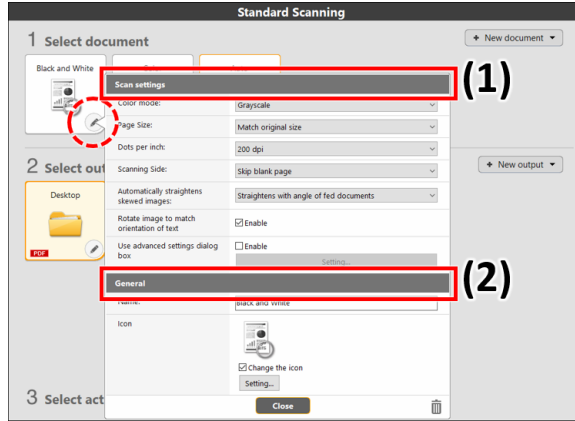 Standard Scanning
1 Select document
+ New document
Black and White
(1)
Scan settings
Color mode:
Grayscale
Page Size:
Match original size
Dots per inch:
200 dpi
2 Select out
+ New output
Scanning Side:
Skip blank page
Desktop
Automatically straightens
skewed images:
Straightens with angle of fed documents
Rotate image to match
orientation of text
Enable
PDF
Use advanced settings dialog
box
Enable
Setting...
(2)
General
Name:
Black and White
Icon
Change the icon
Setting...
3 Select act
Close